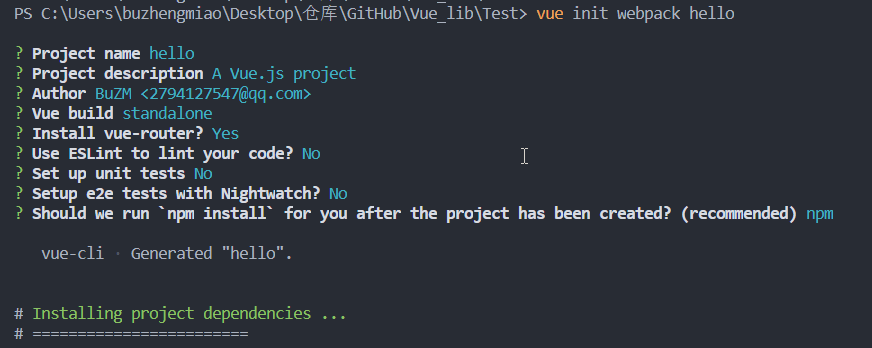 PS C:\Users\buzhengmiao\Desktop\仓库\GitHub\Vue_lib\Test> vue init webpack hello
? Project name hello
? Project description A Vue.js project
? Author BuZM <2794127547@qq.com>
? Vue build standalone
? Install vue-router? Yes
? Use ESLint to lint your code? No
? Set up unit tests No
? Setup e2e tests with Nightwatch? No
? Should we run `npm install` for you after the project has been created? (recommended) npm
vue-cli · Generated "hello".
# Installing project dependencies ...
# ========================